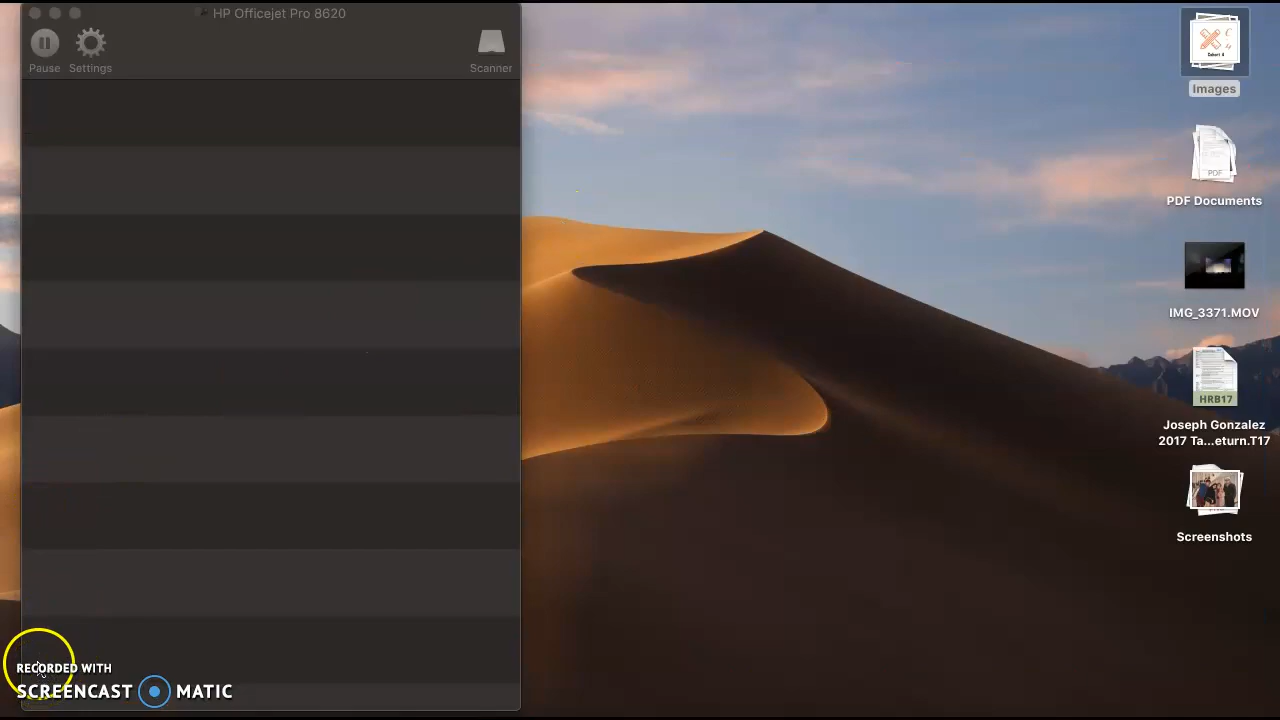 HP Officejet Pro 8620
Pause
Settings
Scanner
Images
PDF
PDF Documents
IMG_3371.MOV
HRB17
Joseph Gonzalez
2017 Ta...eturn.T17
Screenshots
RECORDED WITH
SCREENCAST MATIC